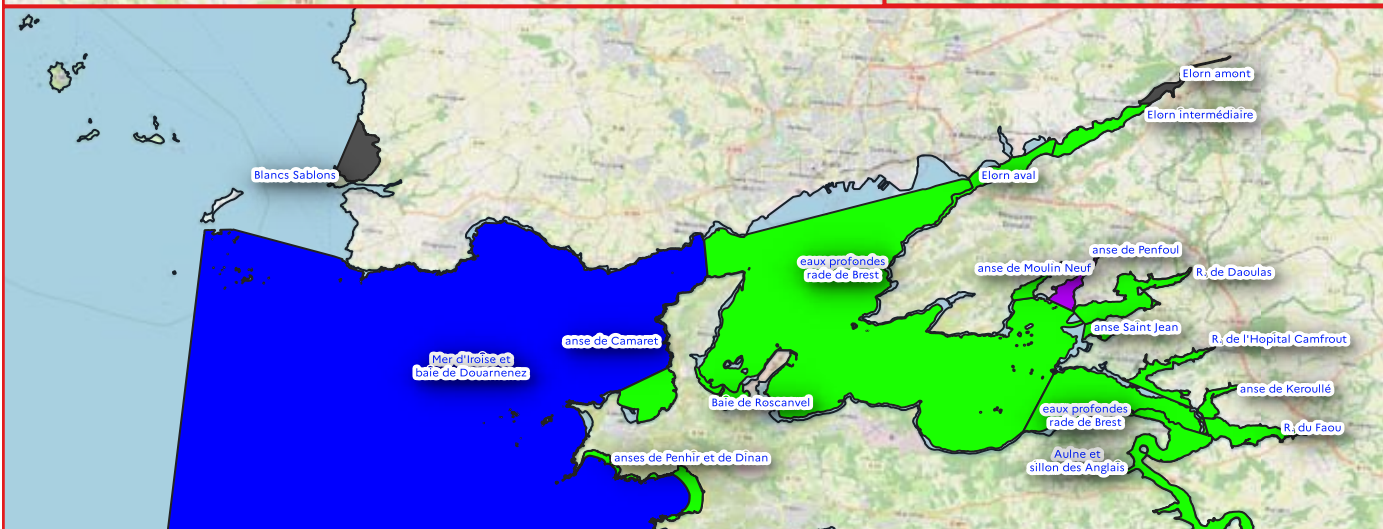 Elorn amont
Elorn intermédiaire
Blancs Sablons
Elorn aval
anse de Penfoul
eaux profondes
rade de Brest
anse de Moulin Neuf
R. de Daoulas
anse Saint Jean
anse de Camaret
R. de l'Hopital Camfrout
Mer d'Iroise et
baie de Douarnenez
anse de Keroullé
Baie de Roscanvel
eaux profondes
rade de Brest
R. du Faou
anses de Penhir et de Dinan
Aulne et
sillon des Anglais